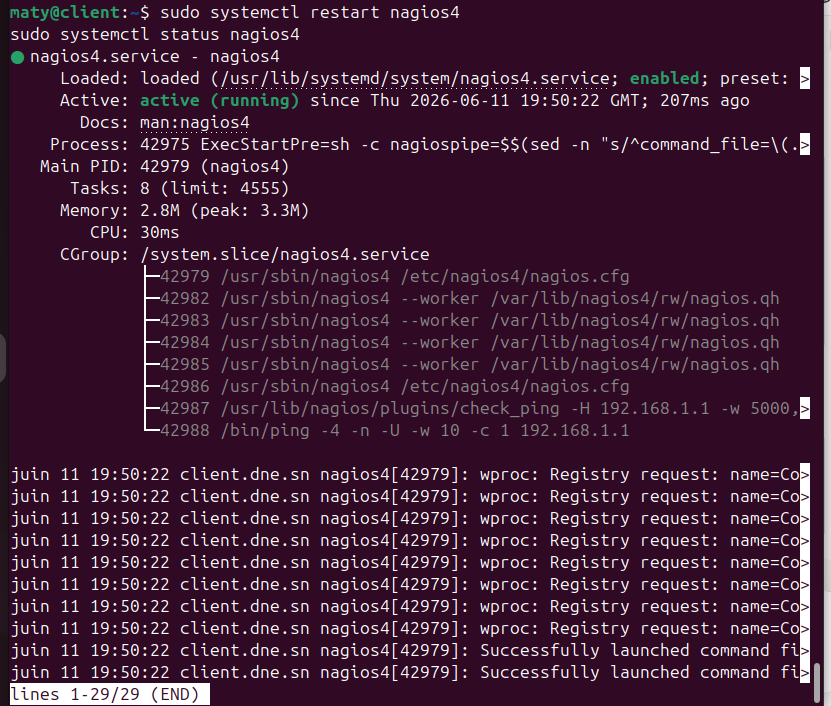 maty@client:~$ sudo systemctl restart nagios4
sudo systemctl status nagios4
● nagios4.service - nagios4
     Loaded: loaded (/usr/lib/systemd/system/nagios4.service; enabled; preset: >
     Active: active (running) since Thu 2026-06-11 19:50:22 GMT; 207ms ago
       Docs: man:nagios4
    Process: 42975 ExecStartPre=sh -c nagiospipe=$$(sed -n "s/^command_file=\(.>
   Main PID: 42979 (nagios4)
      Tasks: 8 (limit: 4555)
     Memory: 2.8M (peak: 3.3M)
        CPU: 30ms
     CGroup: /system.slice/nagios4.service
             ├─42979 /usr/sbin/nagios4 /etc/nagios4/nagios.cfg
             ├─42982 /usr/sbin/nagios4 --worker /var/lib/nagios4/rw/nagios.qh
             ├─42983 /usr/sbin/nagios4 --worker /var/lib/nagios4/rw/nagios.qh
             ├─42984 /usr/sbin/nagios4 --worker /var/lib/nagios4/rw/nagios.qh
             ├─42985 /usr/sbin/nagios4 --worker /var/lib/nagios4/rw/nagios.qh
             ├─42986 /usr/sbin/nagios4 /etc/nagios4/nagios.cfg
             ├─42987 /usr/lib/nagios/plugins/check_ping -H 192.168.1.1 -w 5000,>
             └─42988 /bin/ping -4 -n -U -w 10 -c 1 192.168.1.1

juin 11 19:50:22 client.dne.sn nagios4[42979]: wproc: Registry request: name=Co>
juin 11 19:50:22 client.dne.sn nagios4[42979]: wproc: Registry request: name=Co>
juin 11 19:50:22 client.dne.sn nagios4[42979]: wproc: Registry request: name=Co>
juin 11 19:50:22 client.dne.sn nagios4[42979]: wproc: Registry request: name=Co>
juin 11 19:50:22 client.dne.sn nagios4[42979]: wproc: Registry request: name=Co>
juin 11 19:50:22 client.dne.sn nagios4[42979]: wproc: Registry request: name=Co>
juin 11 19:50:22 client.dne.sn nagios4[42979]: wproc: Registry request: name=Co>
juin 11 19:50:22 client.dne.sn nagios4[42979]: wproc: Registry request: name=Co>
juin 11 19:50:22 client.dne.sn nagios4[42979]: Successfully launched command fi>
juin 11 19:50:22 client.dne.sn nagios4[42979]: Successfully launched command fi>
lines 1-29/29 (END)